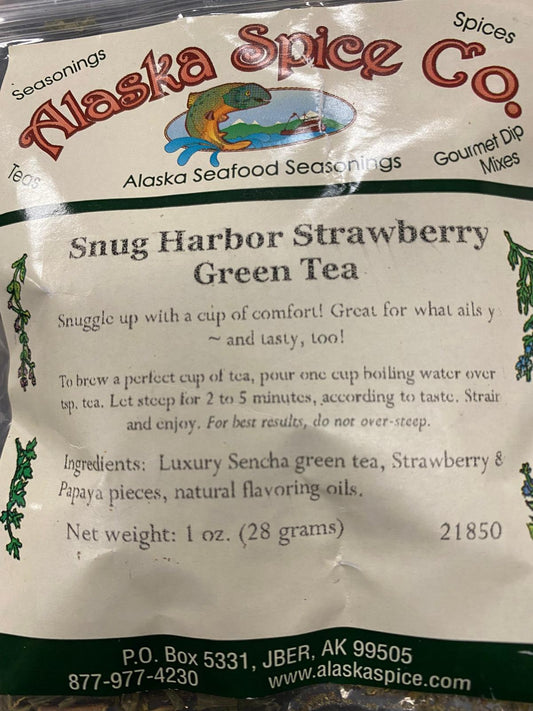 Seasonings
Spices
Alaska Spice Co.
Teas
Alaska Seafood Seasonings
Gourmet Dip
Mixes
Snug Harbor Strawberry
Green Tea
Snuggle up with a cup of comfort! Great for what ails y
~ and tasty, too!
To brew a perfect cup of tea, pour one cup boiling water over
tsp. tea. Let steep for 2 to 5 minutes, according to taste. Strain
and enjoy. For best results, do not over-steep.
Ingredients: Luxury Sencha green tea, Strawberry &
Papaya pieces, natural flavoring oils.
Net weight: 1 oz. (28 grams) 21850
P.O. Box 5331, JBER, AK 99505
877-977-4230 www.alaskaspice.com